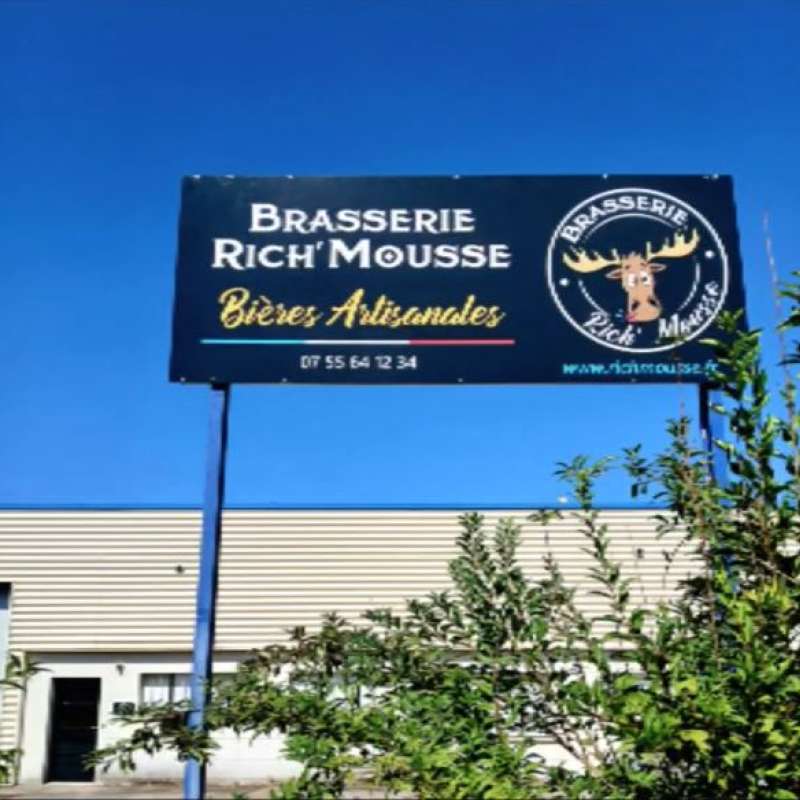 BRASSERIE
RICH'MOUSSE
Bières Artisanales
07 55 64 12 34
BRASSERIE
Rich' Mousse
www.richmousse.fr